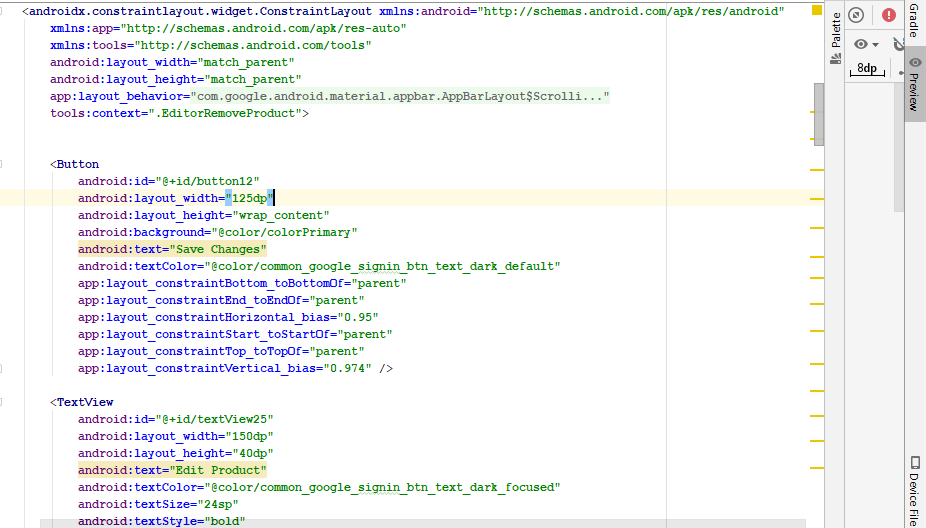 <androidx.constraintlayout.widget.ConstraintLayout xmlns:android="http://schemas.android.com/apk/res/android"
xmlns:app="http://schemas.android.com/apk/res-auto"
xmlns:tools="http://schemas.android.com/tools"
android:layout_width="match_parent"
android:layout_height="match_parent"
app:layout_behavior="com.google.android.material.appbar.AppBarLayout$Scrolli..."
tools:context=".EditorRemoveProduct">
<Button
android:id="@+id/button12"
android:layout_width="125dp"
android:layout_height="wrap_content"
android:background="@color/colorPrimary"
android:text="Save Changes"
android:textColor="@color/common_google_signin_btn_text_dark_default"
app:layout_constraintBottom_toBottomOf="parent"
app:layout_constraintEnd_toEndOf="parent"
app:layout_constraintHorizontal_bias="0.95"
app:layout_constraintStart_toStartOf="parent"
app:layout_constraintTop_toTopOf="parent"
app:layout_constraintVertical_bias="0.974" />
<TextView
android:id="@+id/textView25"
android:layout_width="150dp"
android:layout_height="40dp"
android:text="Edit Product"
android:textColor="@color/common_google_signin_btn_text_dark_focused"
android:textSize="24sp"
android:textStyle="bold"
Palette
8dp
Gradle
Preview
Device File